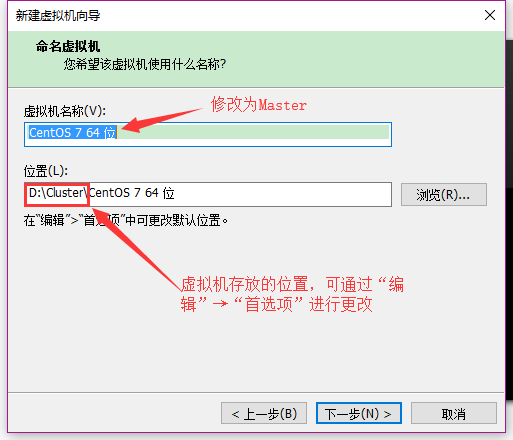 新建虚拟机向导
命名虚拟机
您希望该虚拟机使用什么名称?
修改为Master
虚拟机名称(V):
CentOS 7 64 位
位置(L):
D:\Cluster\CentOS 7 64 位
浏览(R)...
在“编辑”>“首选项”中可更改默认位置。
虚拟机存放的位置，可通过“编
辑”→“首选项”进行更改
< 上一步(B)
下一步(N) >
取消